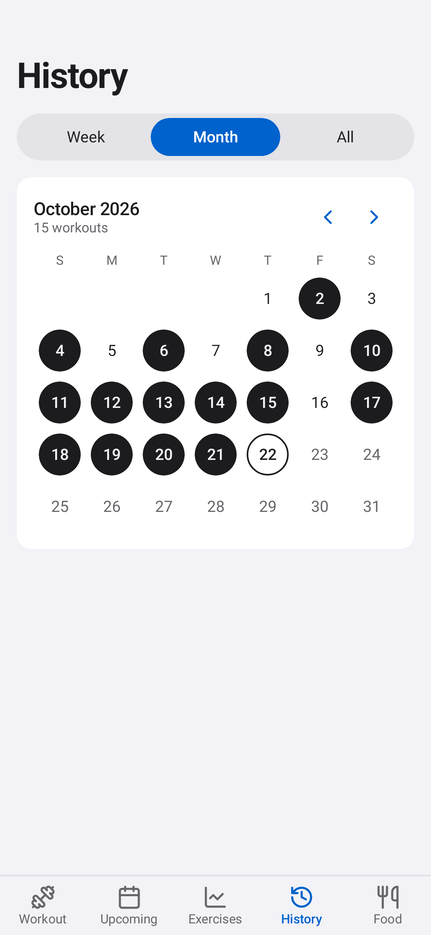 History
Week Month All
October 2026
15 workouts
S M T W T F S
1 2 3
4 5 6 7 8 9 10
11 12 13 14 15 16 17
18 19 20 21 22 23 24
25 26 27 28 29 30 31
Workout Upcoming Exercises History Food